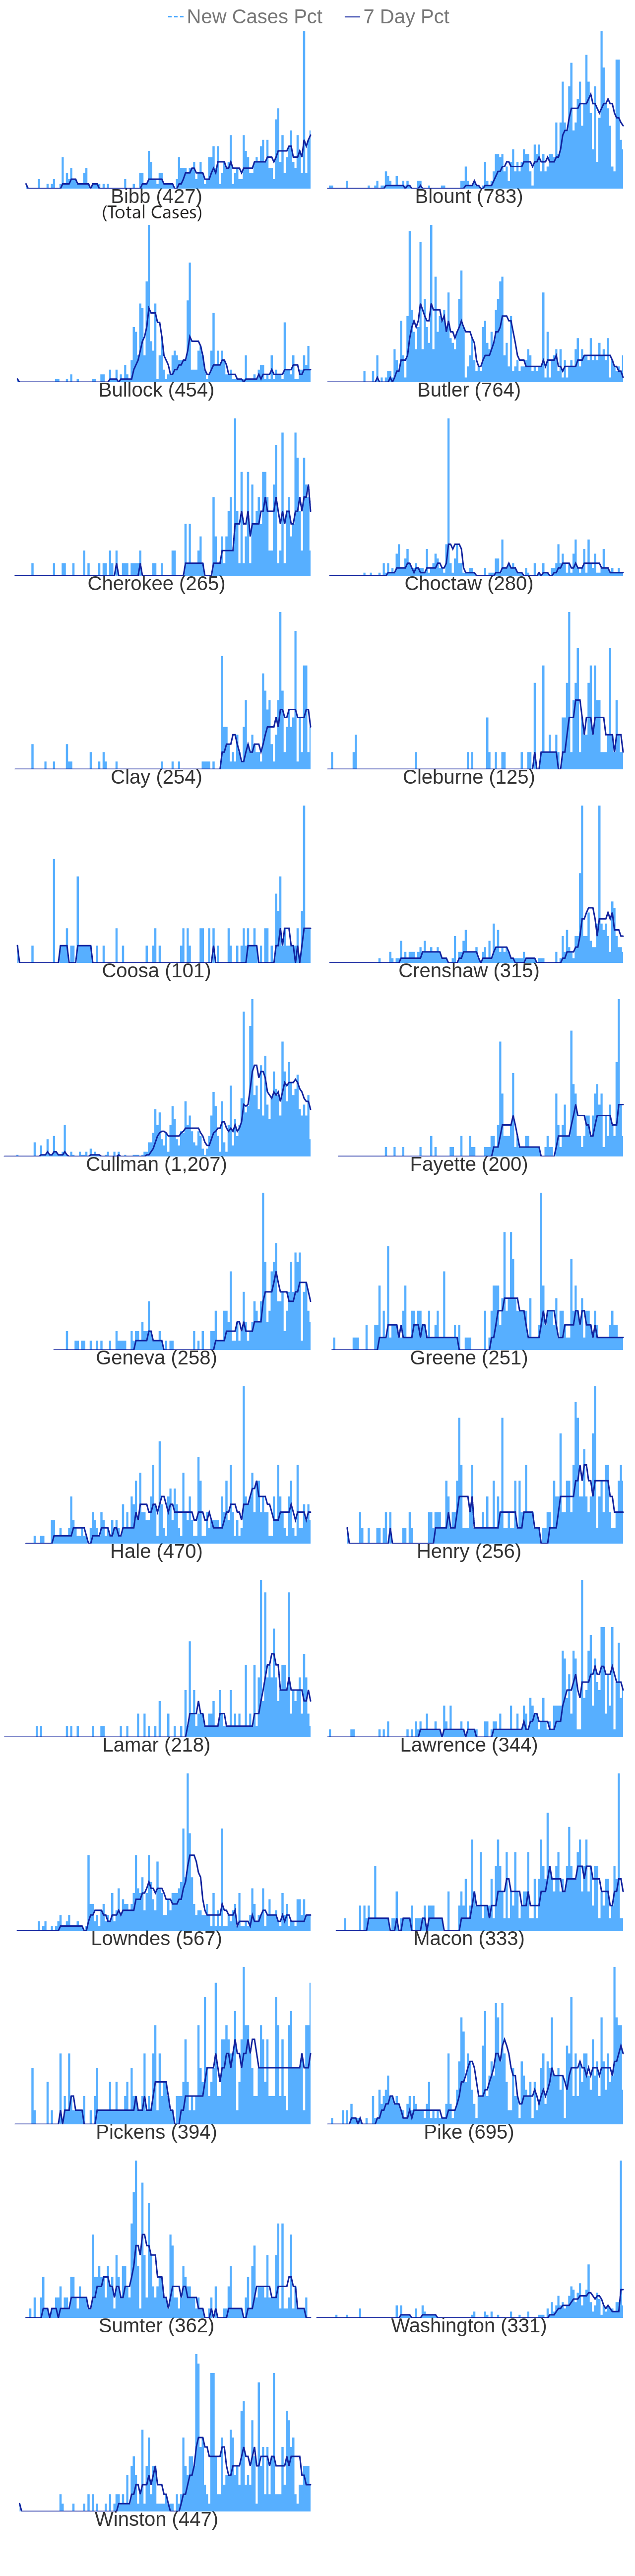 New Cases Pct 7 Day Pct
Bibb (427) Blount (783)
(Total Cases)
Bullock (454) Butler (764)
Cherokee (265) Choctaw (280)
Clay (254) Cleburne (125)
Coosa (101) Crenshaw (315)
Cullman (1,207) Fayette (200)
Geneva (258) Greene (251)
Hale (470) Henry (256)
Lamar (218) Lawrence (344)
Lowndes (567) Macon (333)
Pickens (394) Pike (695)
Sumter (362) Washington (331)
Winston (447)